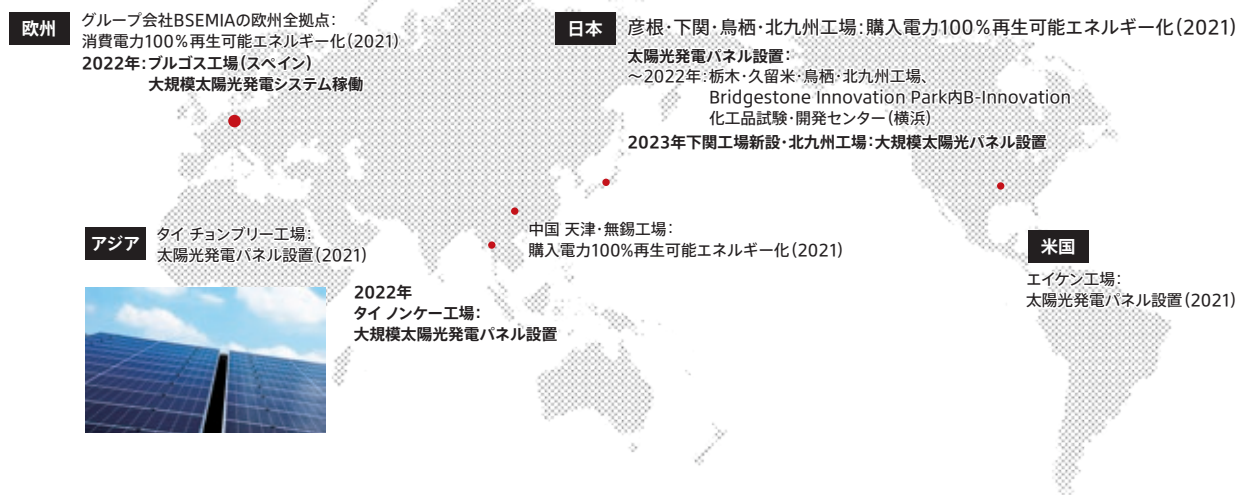 欧州
グループ会社BSEMIAの欧州全拠点：
消費電力100％再生可能エネルギー化（2021）
2022年：ブルゴス工場（スペイン）
大規模太陽光発電システム稼働
日本
彦根・下関・鳥栖・北九州工場：購入電力100％再生可能エネルギー化（2021）
太陽光発電パネル設置：
～2022年：栃木・久留米・鳥栖・北九州工場、
Bridgestone Innovation Park内B-Innovation
化工品試験・開発センター（横浜）
2023年下関工場新設・北九州工場：大規模太陽光パネル設置
アジア
タイ チョンブリー工場：
太陽光発電パネル設置（2021）
中国 天津・無錫工場：
購入電力100%再生可能エネルギー化（2021）
2022年
タイ ノンケー工場：
大規模太陽光発電パネル設置
米国
エイケン工場：
太陽光発電パネル設置（2021）